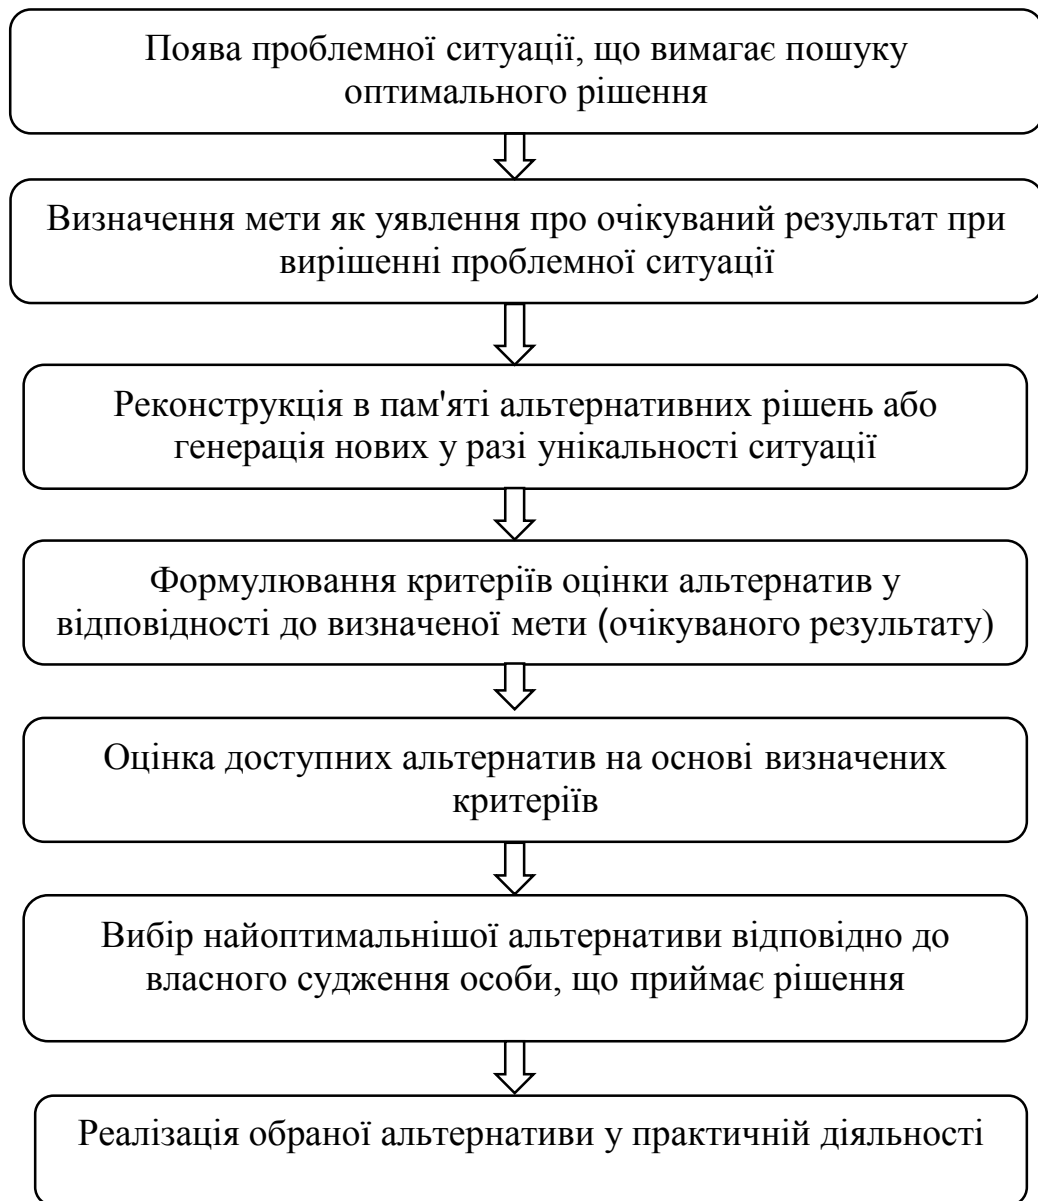 Поява проблемної ситуації, що вимагає пошуку
оптимального рішення
Визначення мети як уявлення про очікуваний результат при
вирішенні проблемної ситуації
Реконструкція в пам'яті альтернативних рішень або
генерація нових у разі унікальності ситуації
Формулювання критеріїв оцінки альтернатив у
відповідності до визначеної мети (очікуваного результату)
Оцінка доступних альтернатив на основі визначених
критеріїв
Вибір найоптимальнішої альтернативи відповідно до
власного судження особи, що приймає рішення
Реалізація обраної альтернативи у практичній діяльності